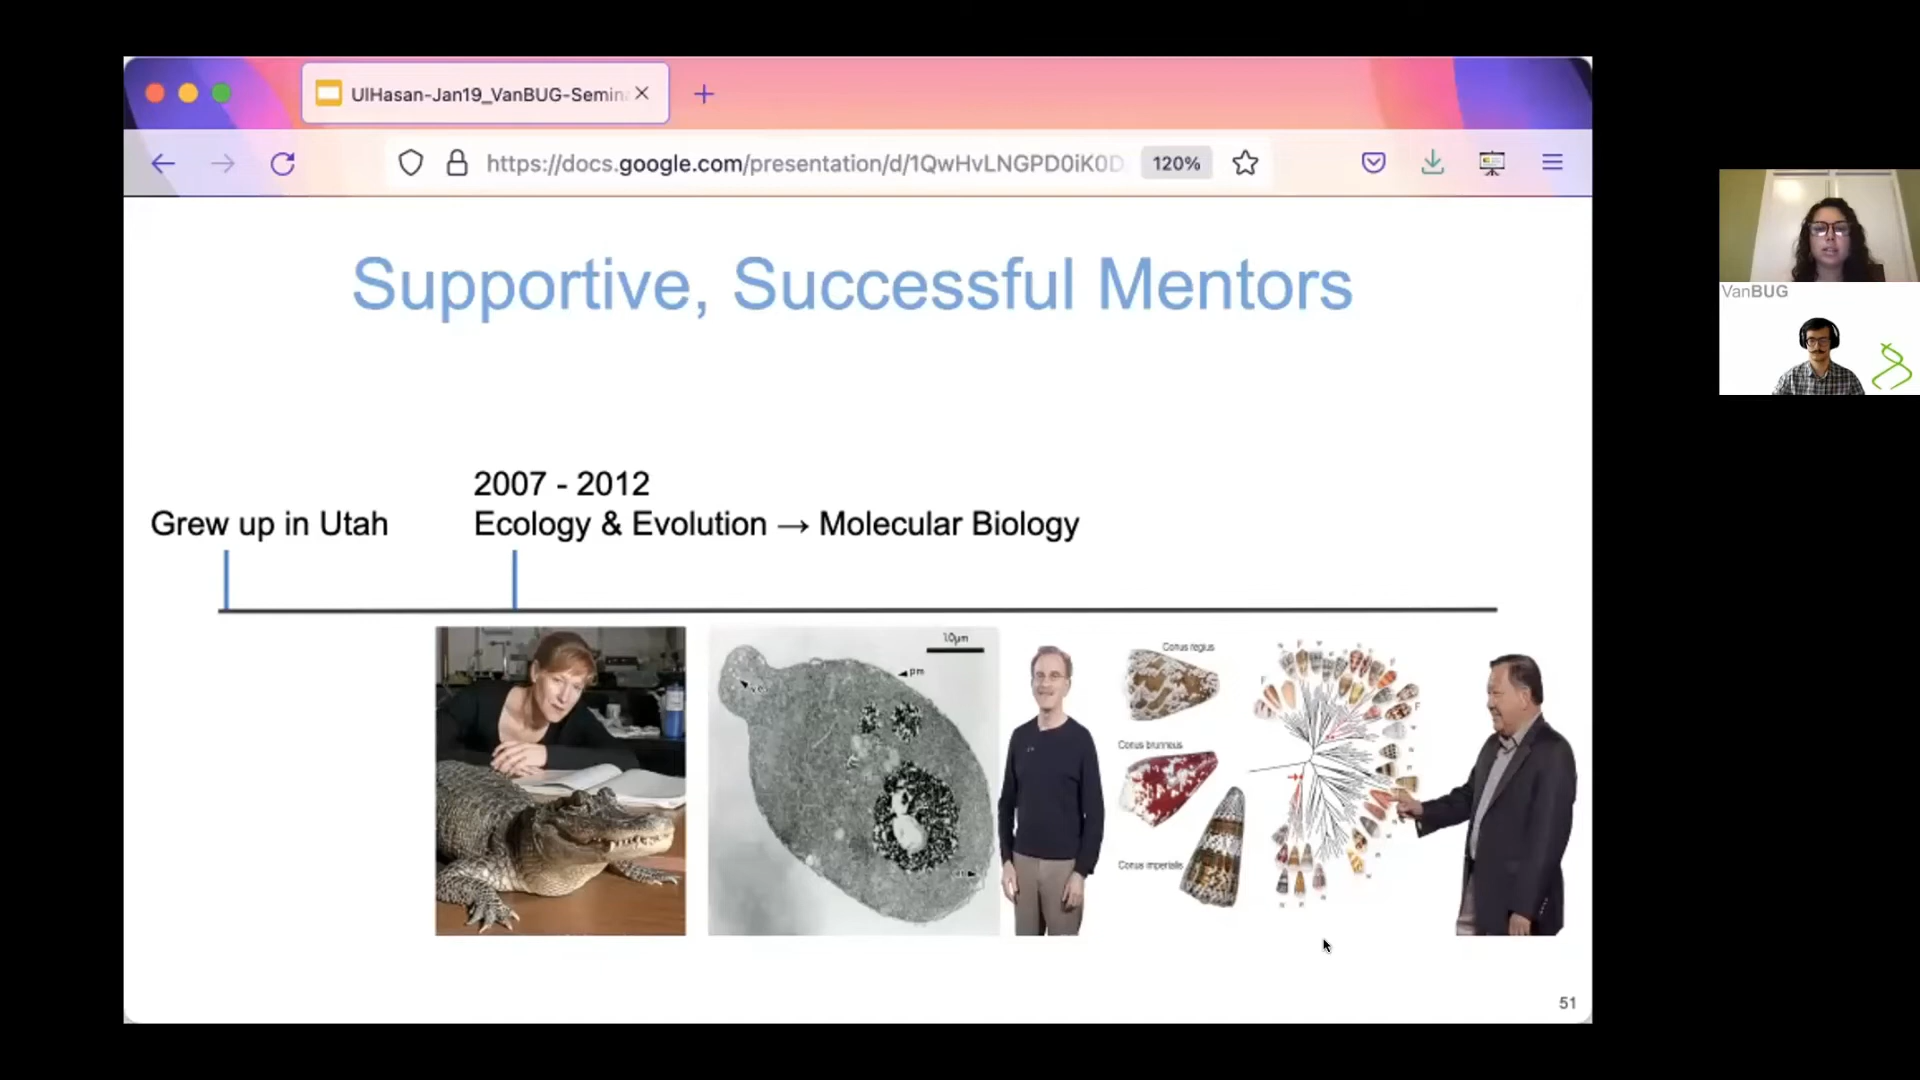 UlHasan-Jan19_VanBUG-Semin
https://docs.google.com/presentation/d/1QwHvLNGPD0iK0D
120%
Supportive, Successful Mentors
2007 - 2012
Grew up in Utah
Ecology & Evolution → Molecular Biology
pm
Conus regius
Conus brunneus
Conus imperialis
VanBUG
51